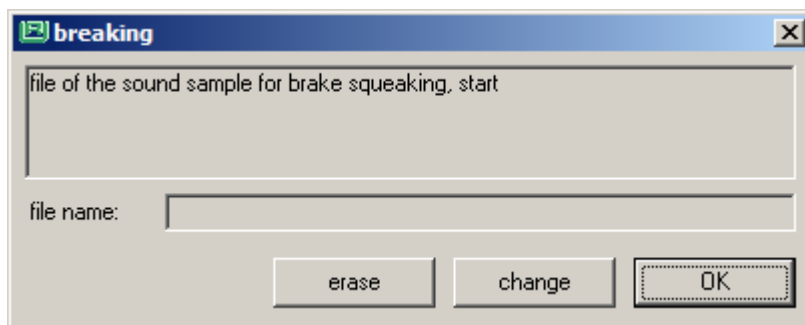 breaking
file of the sound sample for brake squeaking, start
file name:
erase change OK